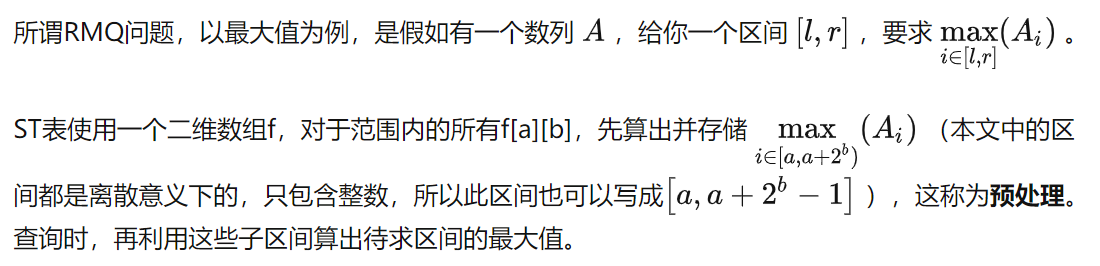 所谓RMQ问题，以最大值为例，是假如有一个数列 A ，给你一个区间 [l,r] ，要求 max_{i∈[l,r]}(A_i) 。
ST表使用一个二维数组f，对于范围内的所有f[a][b]，先算出并存储 max_{i∈[a,a+2^b)}(A_i) （本文中的区
间都是离散意义下的，只包含整数，所以此区间也可以写成[a,a+2^b−1] ），这称为预处理。
查询时，再利用这些子区间算出待求区间的最大值。